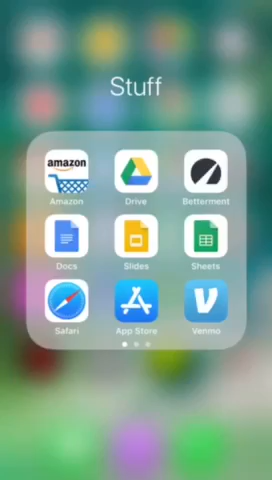 Stuff
amazon
Amazon
Drive
Betterment
Docs
Slides
Sheets
Safari
App Store
Venmo